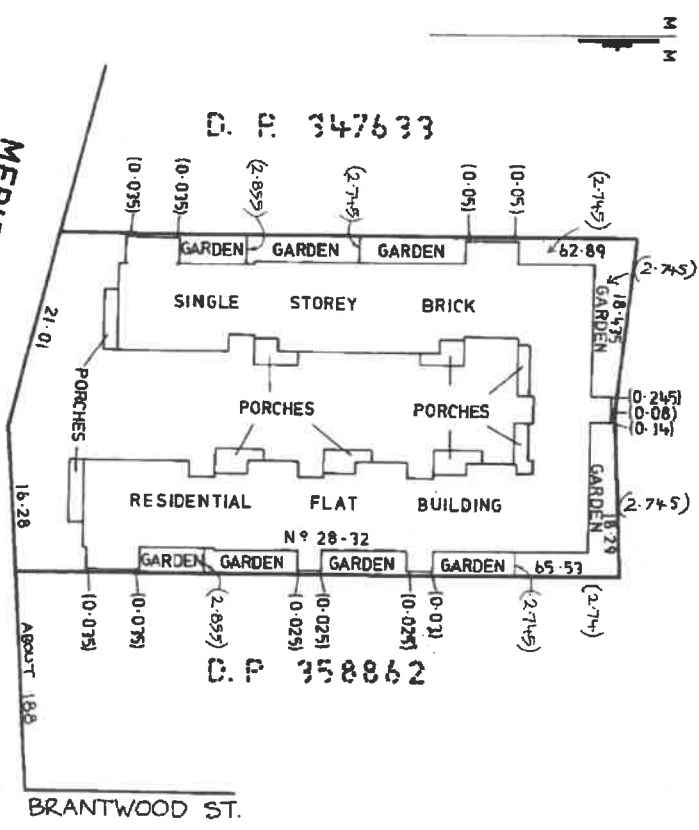 M
M
D. P. 347633
(0·035)
(0·035)
(2·855)
(2·745)
(0·05)
(0·05)
(2·745)
GARDEN
GARDEN
GARDEN
62·89
(2·745)
18·435
GARDEN
SINGLE STOREY BRICK
21·01
PORCHES
PORCHES
PORCHES
(0·245)
(0·08)
(0·14)
(2·745)
GARDEN
18·29
16·28
RESIDENTIAL FLAT BUILDING
Nº 28-32
GARDEN
GARDEN
GARDEN
GARDEN
65·53
(0·035)
(0·035)
(2·855)
(0·025)
(0·025)
(0·025)
(2·745)
(2·74)
D. P. 358862
ABOUT 188
BRANTWOOD ST.